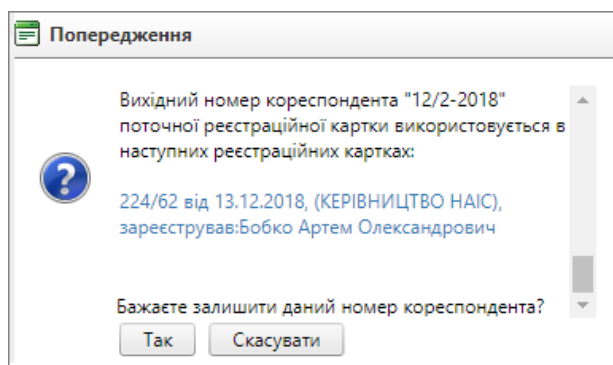 Попередження
Вихідний номер кореспондента "12/2-2018"
поточної реєстраційної картки використовується в
наступних реєстраційних картках:
224/62 від 13.12.2018, (КЕРІВНИЦТВО НАІС),
зареєстрував:Бобко Артем Олександрович
Бажаєте залишити даний номер кореспондента?
Так Скасувати